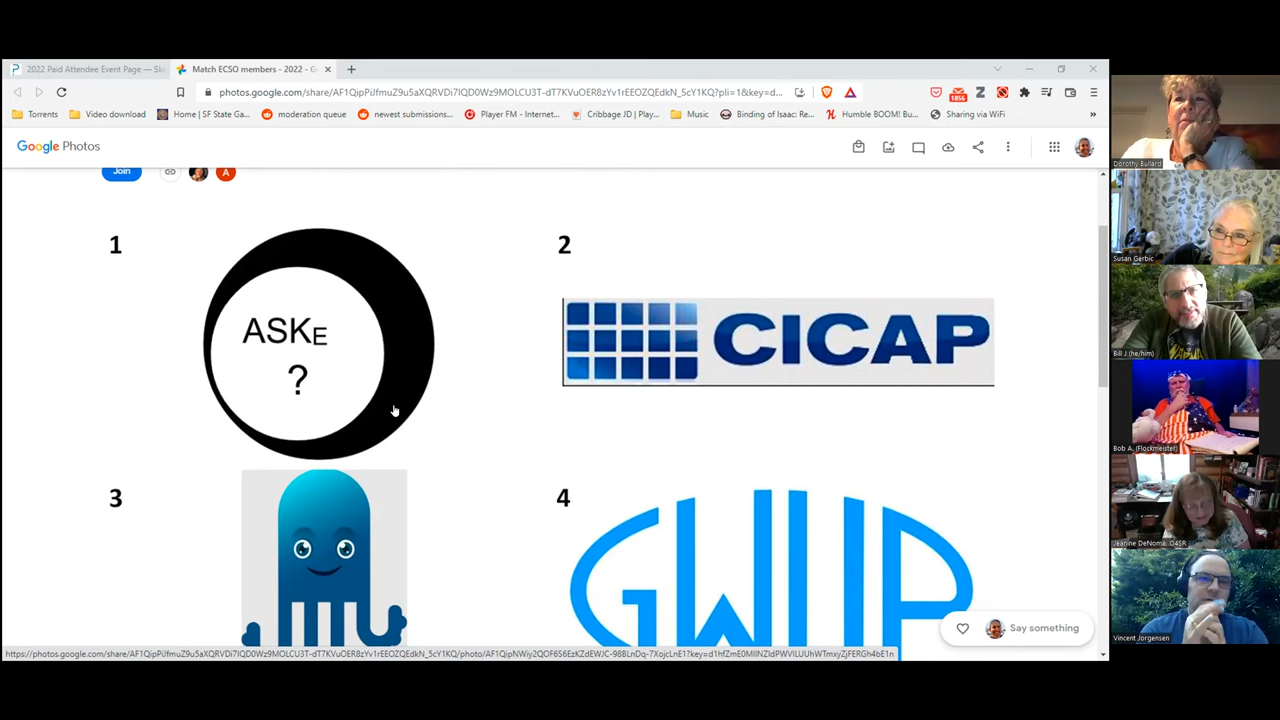 2022 Paid Attendee Event Page — Ske
Match ECSO members - 2022 - G
photos.google.com/share/AF1QipPUfmuZ9u5aXQRVDi7IQD0Wz9MOLCU3T-dT7KVuOER8zYv1rEEOZQEdkN_5cY1KQ/?pli=1&key=d...
1856
Torrents
Video download
Home | SF State Ga...
moderation queue
newest submissions...
Player FM - Internet...
Cribbage JD | Play...
Music
Binding of Isaac: Re...
Humble BOOM! Bu...
Sharing via WiFi
Google Photos
Join
A
1
ASKE
?
2
CICAP
3
4
GWUP
Say something
Dorothy Bullard
Susan Gerbic
Bill J (he/him)
Bob A. (Flockmeister)
Jeanine DeNoma, O4SR
Vincent Jorgensen